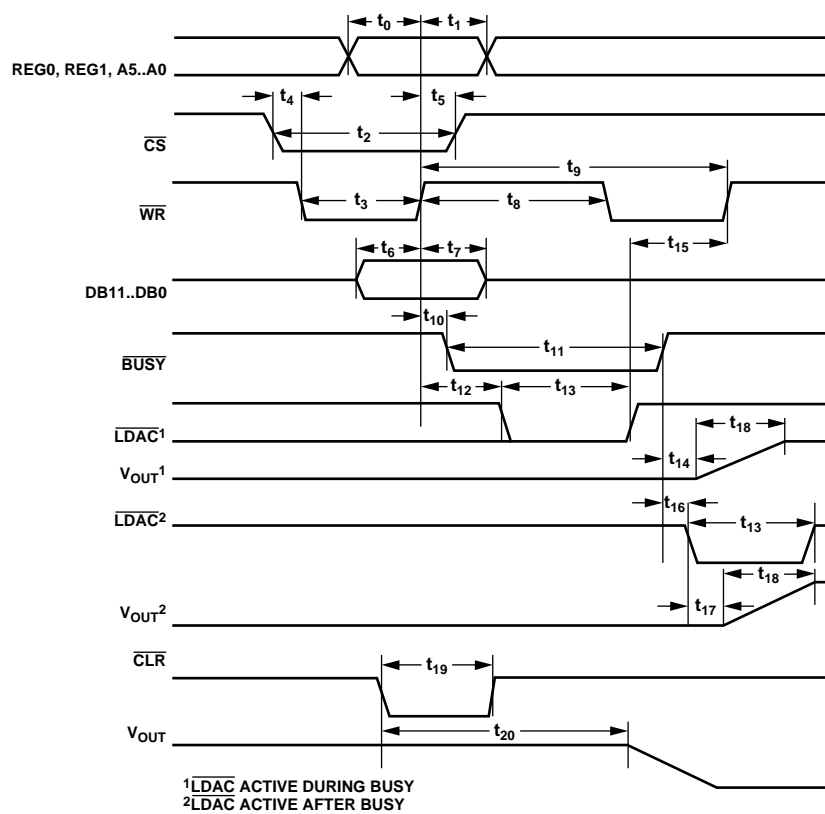 t0 t1
REG0, REG1, A5..A0
t4 t5
t2
CS
t9
t3 t8
WR
t15
t6 t7
DB11..DB0
t10
t11
BUSY
t12 t13
t18
LDAC1
t14
VOUT1
t16
t13
LDAC2
t18
t17
VOUT2
CLR
t19
t20
VOUT
1LDAC ACTIVE DURING BUSY
2LDAC ACTIVE AFTER BUSY